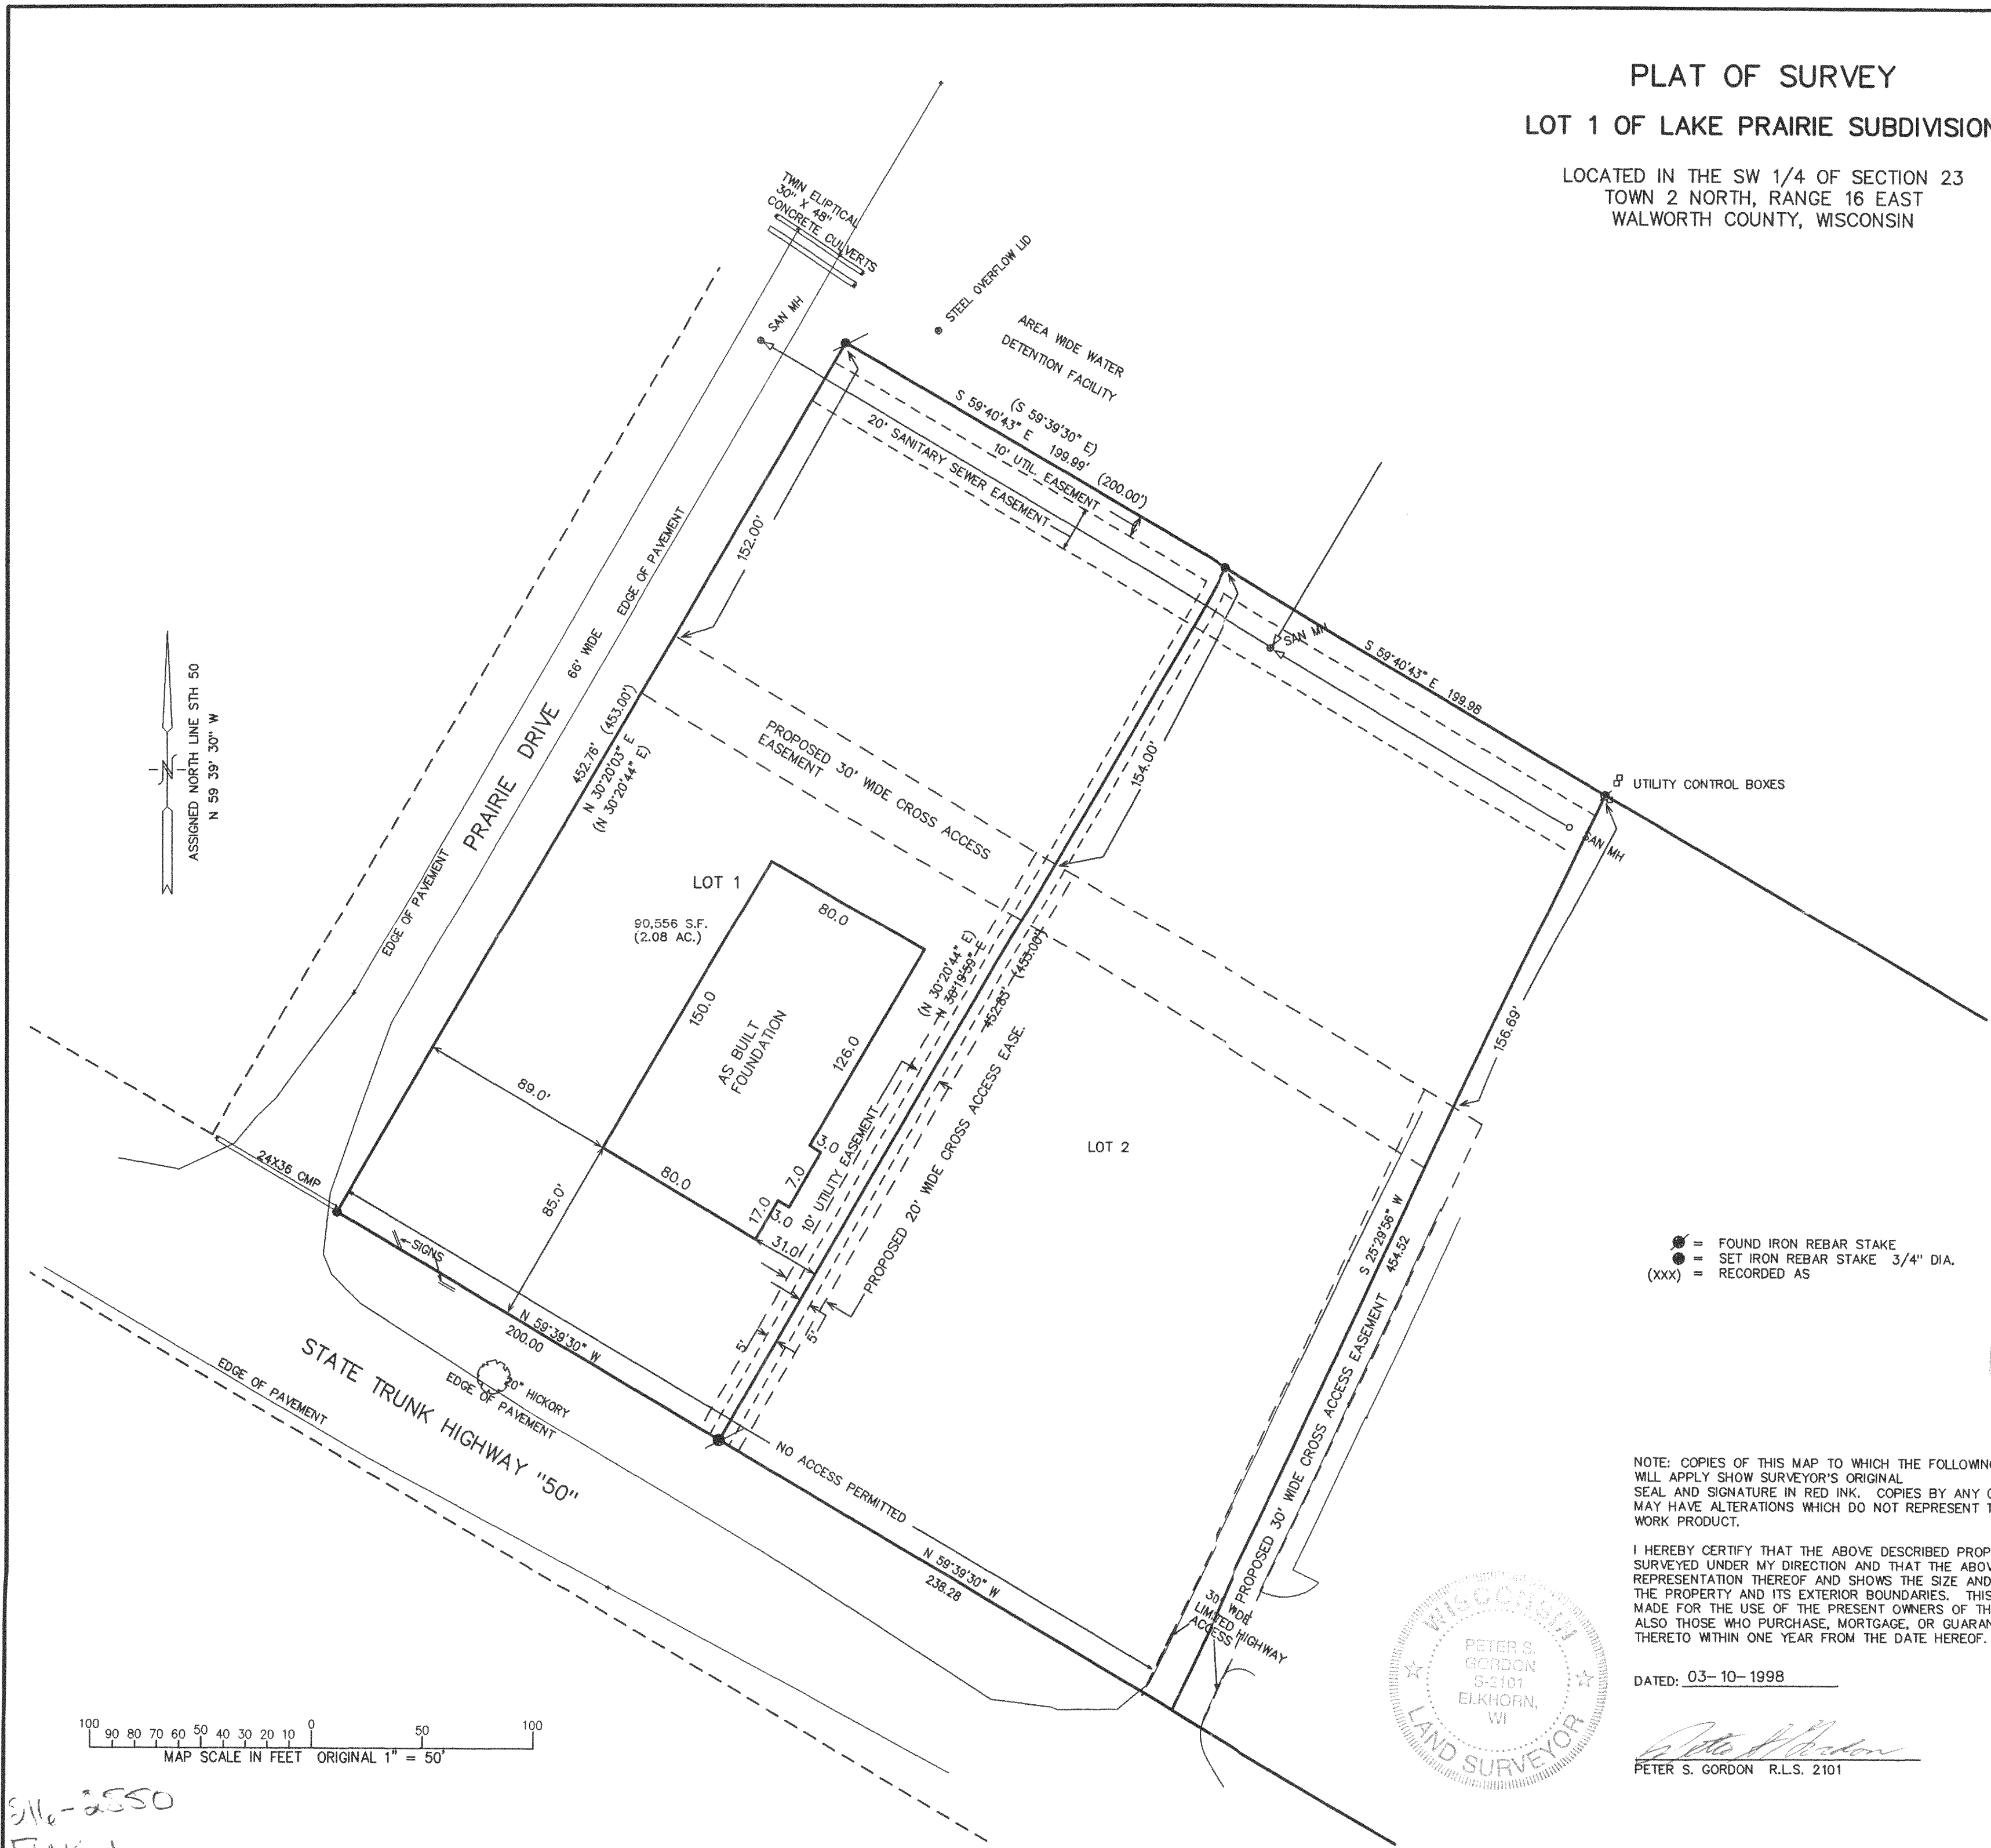 PLAT OF SURVEY
LOT 1 OF LAKE PRAIRIE SUBDIVISION
LOCATED IN THE SW 1/4 OF SECTION 23
TOWN 2 NORTH, RANGE 16 EAST
WALWORTH COUNTY, WISCONSIN
TWIN ELIPTICAL
30" X 48"
CONCRETE CULVERTS
SAN MH
STEEL OVERFLOW LID
AREA WIDE WATER
DETENTION FACILITY
(S 59°39'30" E)
S 59°40'43" E 199.99' (200.00')
10' UTIL. EASEMENT
20' SANITARY SEWER EASEMENT
152.00'
EDGE OF PAVEMENT
66' WIDE
PRAIRIE DRIVE
EDGE OF PAVEMENT
452.76' (453.00')
N 30°20'03" E
(N 30°20'44" E)
ASSIGNED NORTH LINE STH 50
N 59 39' 30" W
N
SAN MH
S 59°40'43" E 199.98
154.00'
UTILITY CONTROL BOXES
SAN MH
PROPOSED 30' WIDE CROSS ACCESS
EASEMENT
LOT 1
90,556 S.F.
(2.08 AC.)
80.0
150.0
AS BUILT
FOUNDATION
126.0
89.0'
80.0
3.0
7.0
3.0
17.0
31.0'
85.0'
(N 30°20'44" E)
N 30°19'59" E
452.83' (453.00')
10' UTILITY EASEMENT
PROPOSED 20' WIDE CROSS ACCESS EASE.
5'
5'
LOT 2
156.69'
S 25°29'56" W
454.52
PROPOSED 30' WIDE CROSS ACCESS EASEMENT
24X36 CMP
SIGNS
N 59°39'30" W
200.00
20" HICKORY
EDGE OF PAVEMENT
EDGE OF PAVEMENT
STATE TRUNK HIGHWAY "50"
NO ACCESS PERMITTED
N 59°39'30" W
238.28
30' WIDE
LIMITED HIGHWAY
ACCESS
= FOUND IRON REBAR STAKE
= SET IRON REBAR STAKE 3/4" DIA.
(XXX) = RECORDED AS
NOTE: COPIES OF THIS MAP TO WHICH THE FOLLOWING
WILL APPLY SHOW SURVEYOR'S ORIGINAL
SEAL AND SIGNATURE IN RED INK. COPIES BY ANY
MAY HAVE ALTERATIONS WHICH DO NOT REPRESENT
WORK PRODUCT.
I HEREBY CERTIFY THAT THE ABOVE DESCRIBED PROP
SURVEYED UNDER MY DIRECTION AND THAT THE ABOV
REPRESENTATION THEREOF AND SHOWS THE SIZE AND
THE PROPERTY AND ITS EXTERIOR BOUNDARIES. THIS
MADE FOR THE USE OF THE PRESENT OWNERS OF TH
ALSO THOSE WHO PURCHASE, MORTGAGE, OR GUARAN
THERETO WITHIN ONE YEAR FROM THE DATE HEREOF.
DATED: 03-10-1998
Peter S. Gordon
PETER S. GORDON R.L.S. 2101
WISCONSIN
PETER S.
GORDON
S-2101
ELKHORN,
WI
LAND SURVEYOR
100 90 80 70 60 50 40 30 20 10 0 50 100
MAP SCALE IN FEET ORIGINAL 1" = 50'